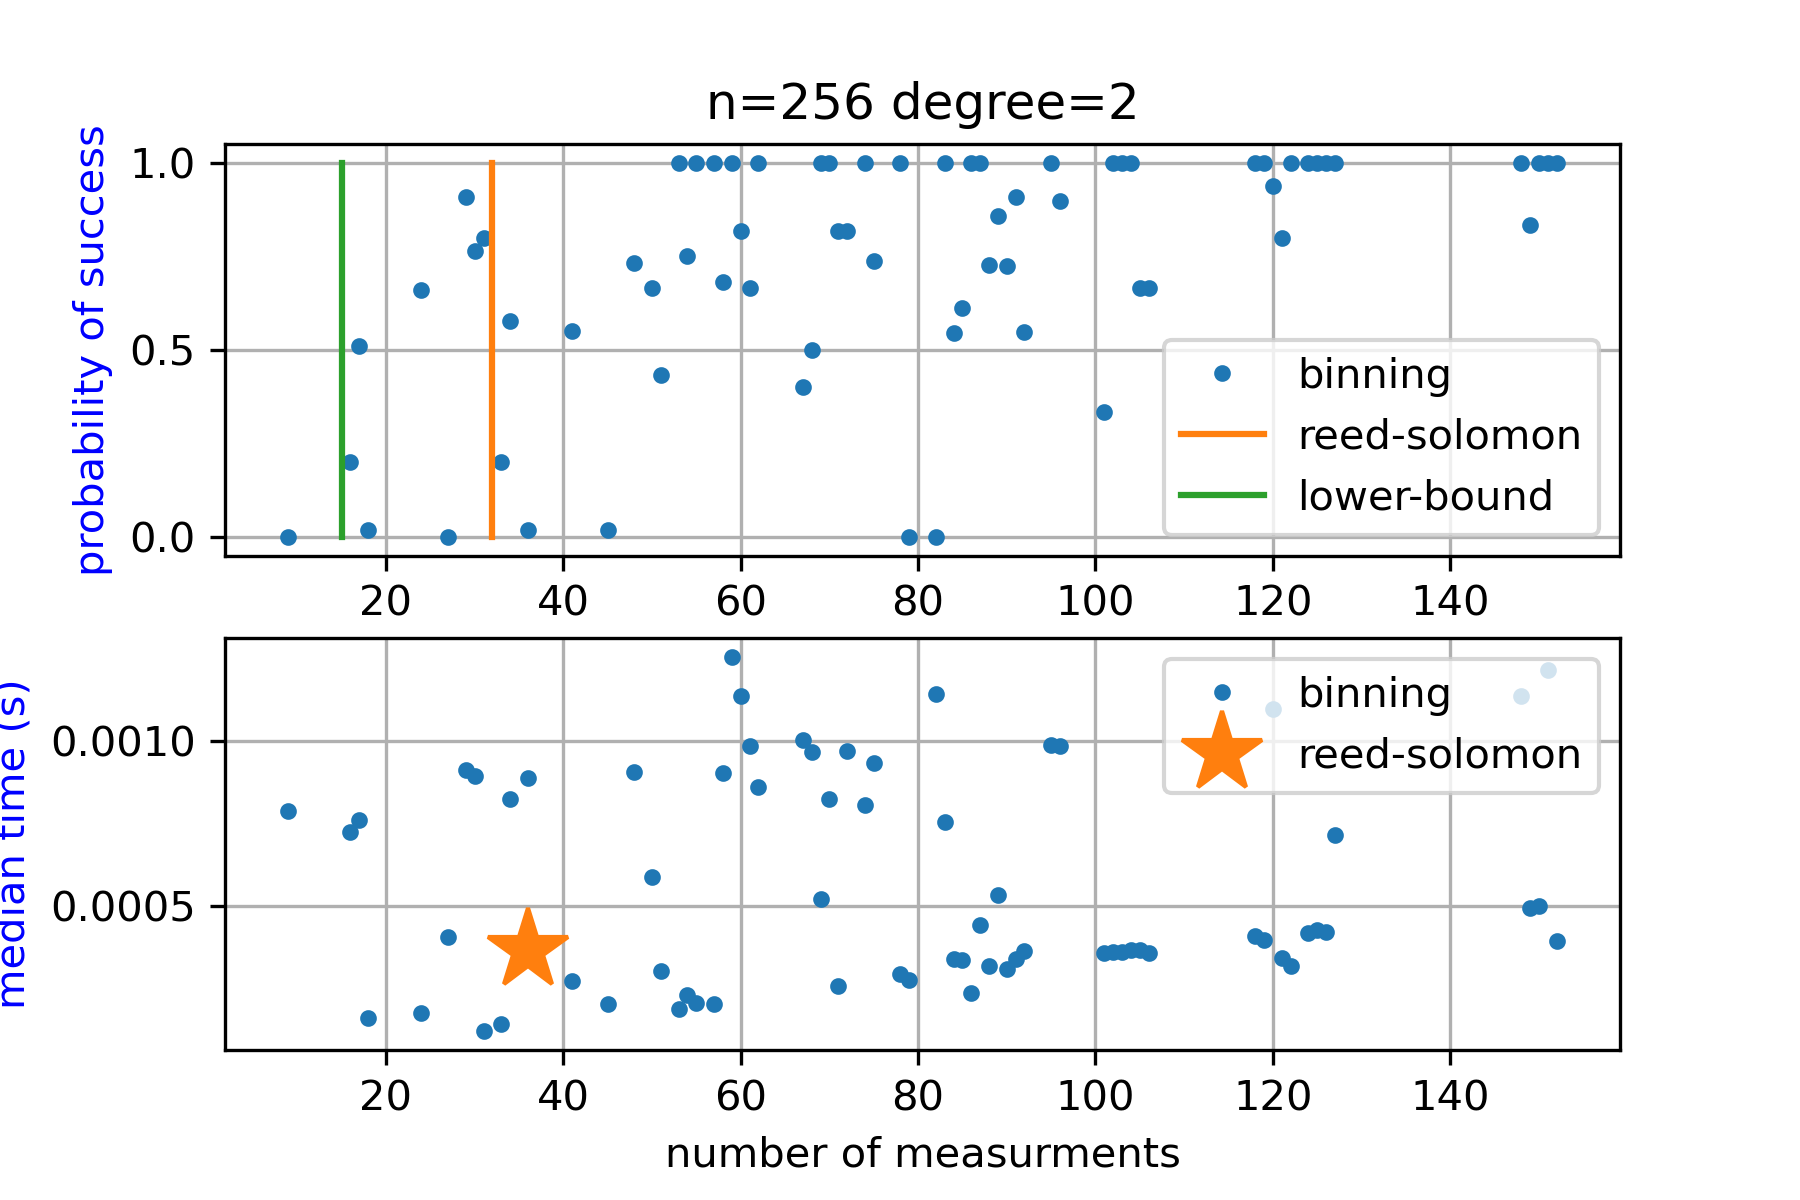 n=256 degree=2
probability of success
1.0
0.5
0.0
binning
reed-solomon
lower-bound
20 40 60 80 100 120 140
median time (s)
0.0010
0.0005
binning
reed-solomon
20 40 60 80 100 120 140
number of measurments